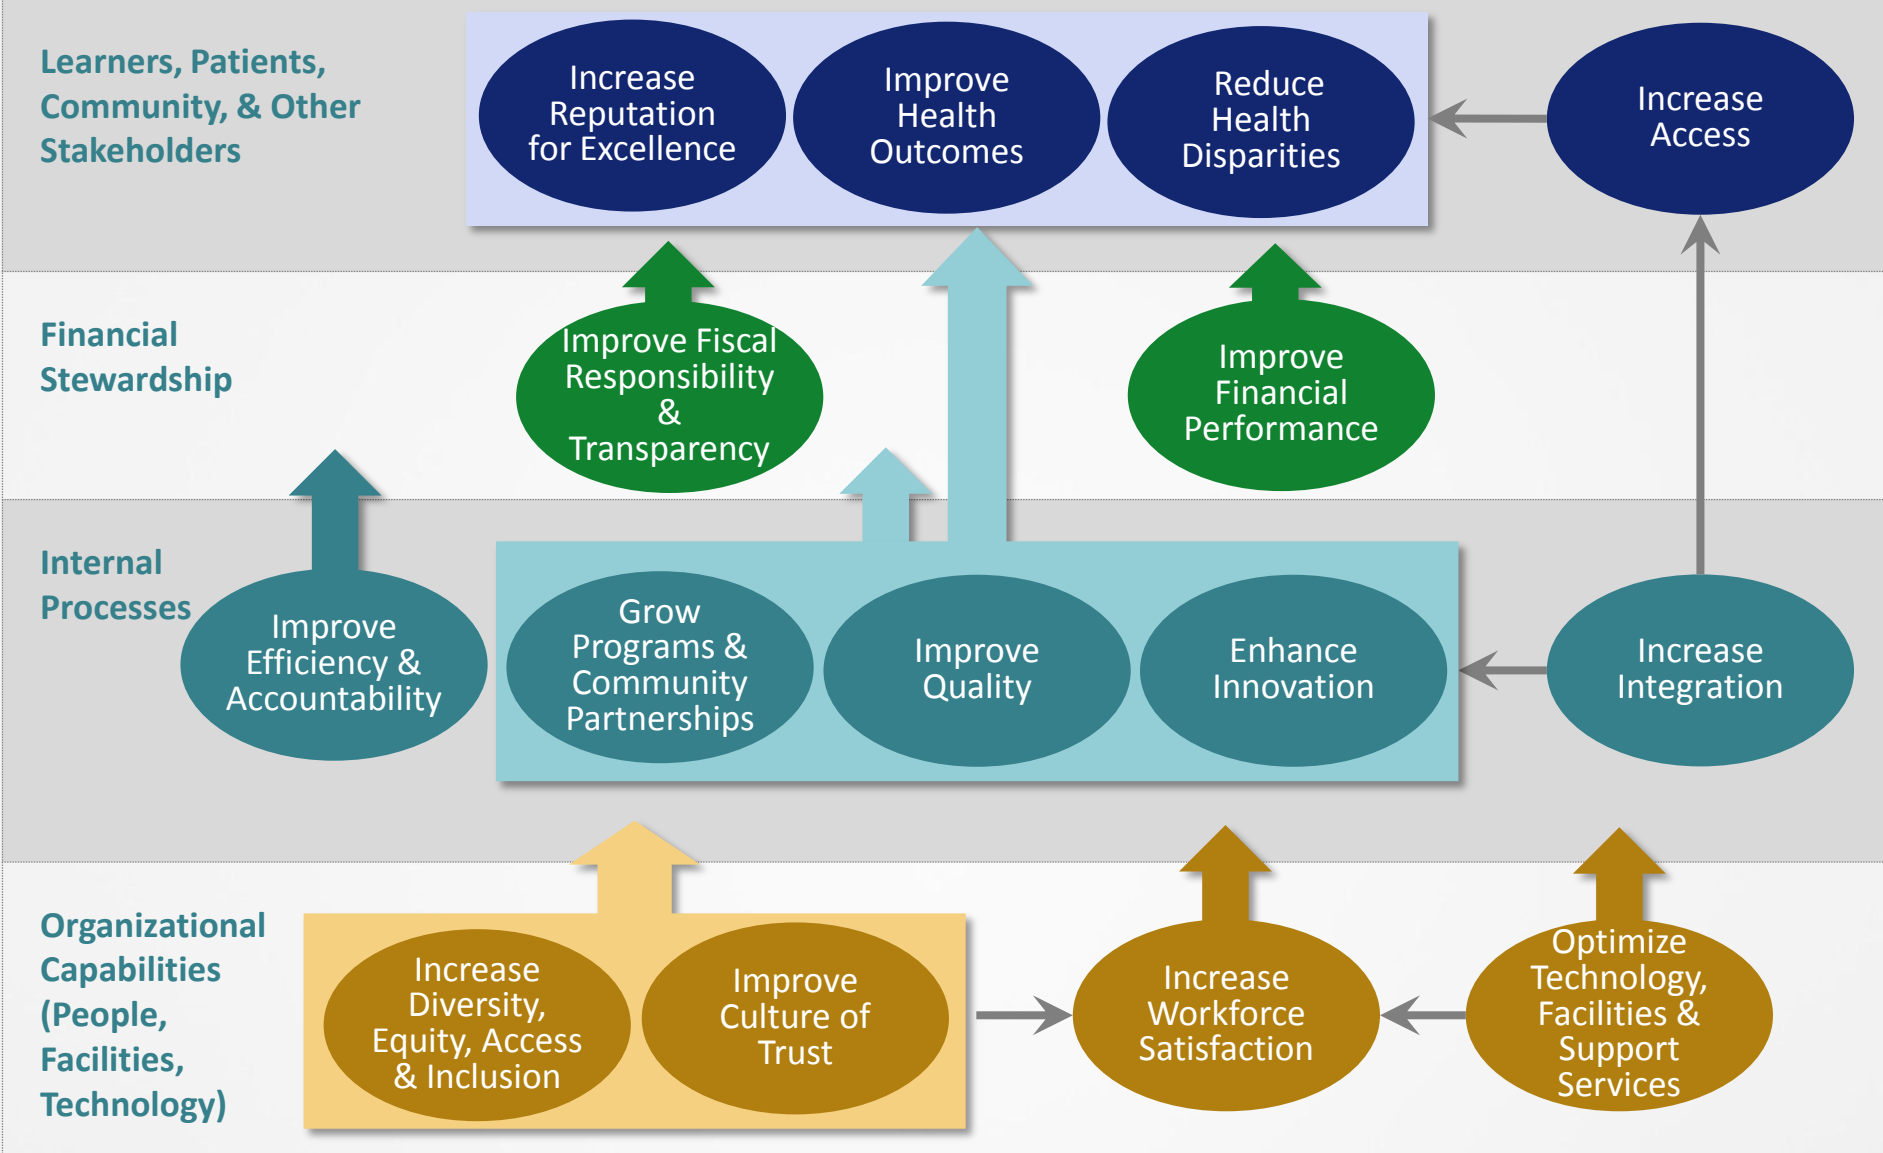 Learners, Patients,
Community, & Other
Stakeholders
Increase
Reputation
for Excellence
Improve
Health
Outcomes
Reduce
Health
Disparities
Increase
Access
Financial
Stewardship
Improve Fiscal
Responsibility
&
Transparency
Improve
Financial
Performance
Internal
Processes
Improve
Efficiency &
Accountability
Grow
Programs &
Community
Partnerships
Improve
Quality
Enhance
Innovation
Increase
Integration
Organizational
Capabilities
(People,
Facilities,
Technology)
Increase
Diversity,
Equity, Access
& Inclusion
Improve
Culture of
Trust
Increase
Workforce
Satisfaction
Optimize
Technology,
Facilities &
Support
Services